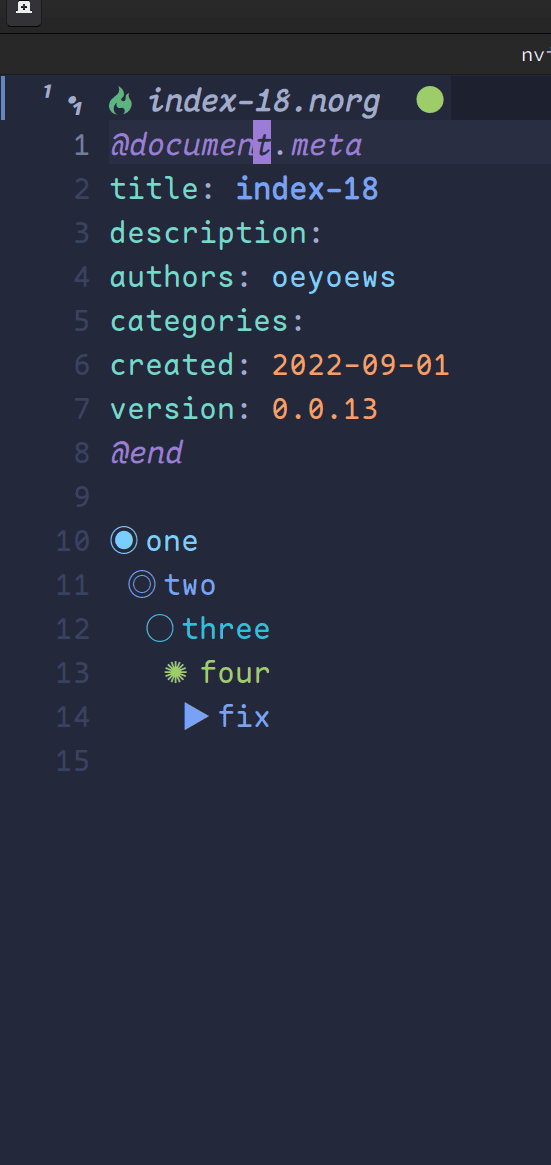 nv
1 1 index-18.norg
1 @document.meta
2 title: index-18
3 description:
4 authors: oeyoews
5 categories:
6 created: 2022-09-01
7 version: 0.0.13
8 @end
9
10 one
11 two
12 three
13 four
14 fix
15